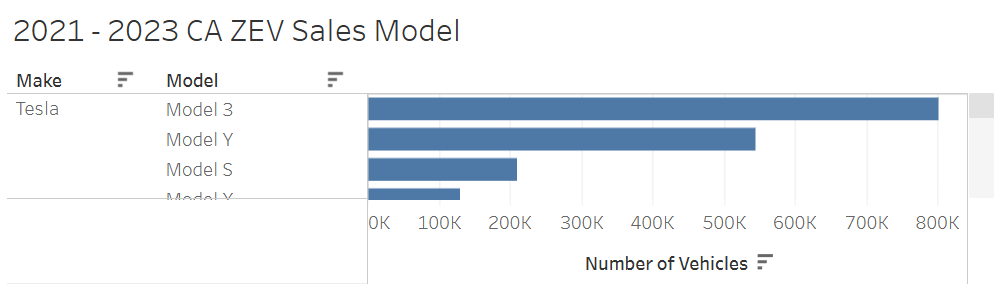 2021 - 2023 CA ZEV Sales Model
Make Model
Tesla Model 3
Model Y
Model S
Model
0K 100K 200K 300K 400K 500K 600K 700K 800K
Number of Vehicles